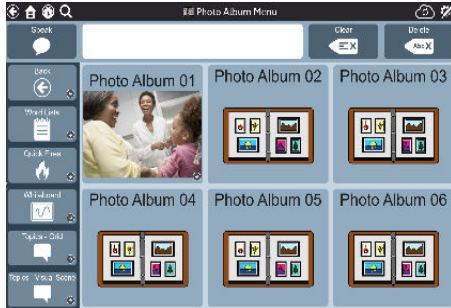 Photo Album Menu
Speak
Clear
X
Delete
Abc X
Back
Word Lists
Quick Fires
Whiteboard
Topics - Grid
Topics - Visual Scene
Photo Album 01
Photo Album 02
Photo Album 03
Photo Album 04
Photo Album 05
Photo Album 06